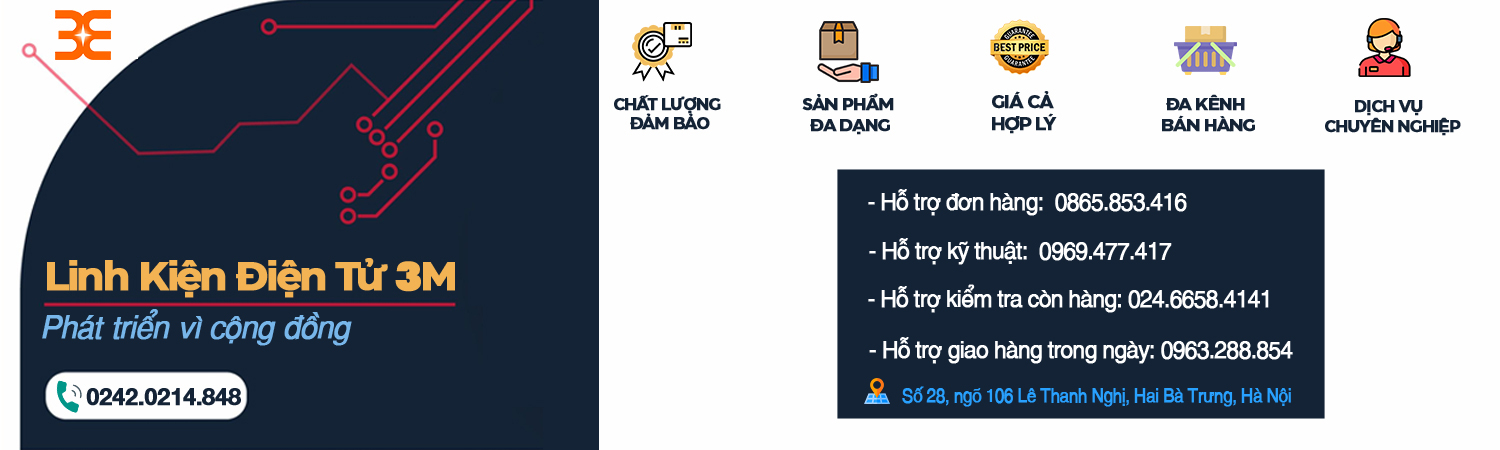 Linh Kiện Điện Tử 3M
Phát triển vì cộng đồng
0242.0214.848
CHẤT LƯỢNG
ĐẢM BẢO
SẢN PHẨM
ĐA DẠNG
GUARANTEE
BEST PRICE
GUARANTEE
GIÁ CẢ
HỢP LÝ
ĐA KÊNH
BÁN HÀNG
DỊCH VỤ
CHUYÊN NGHIỆP
- Hỗ trợ đơn hàng: 0865.853.416
- Hỗ trợ kỹ thuật: 0969.477.417
- Hỗ trợ kiểm tra còn hàng: 024.6658.4141
- Hỗ trợ giao hàng trong ngày: 0963.288.854
Số 28, ngõ 106 Lê Thanh Nghị, Hai Bà Trưng, Hà Nội